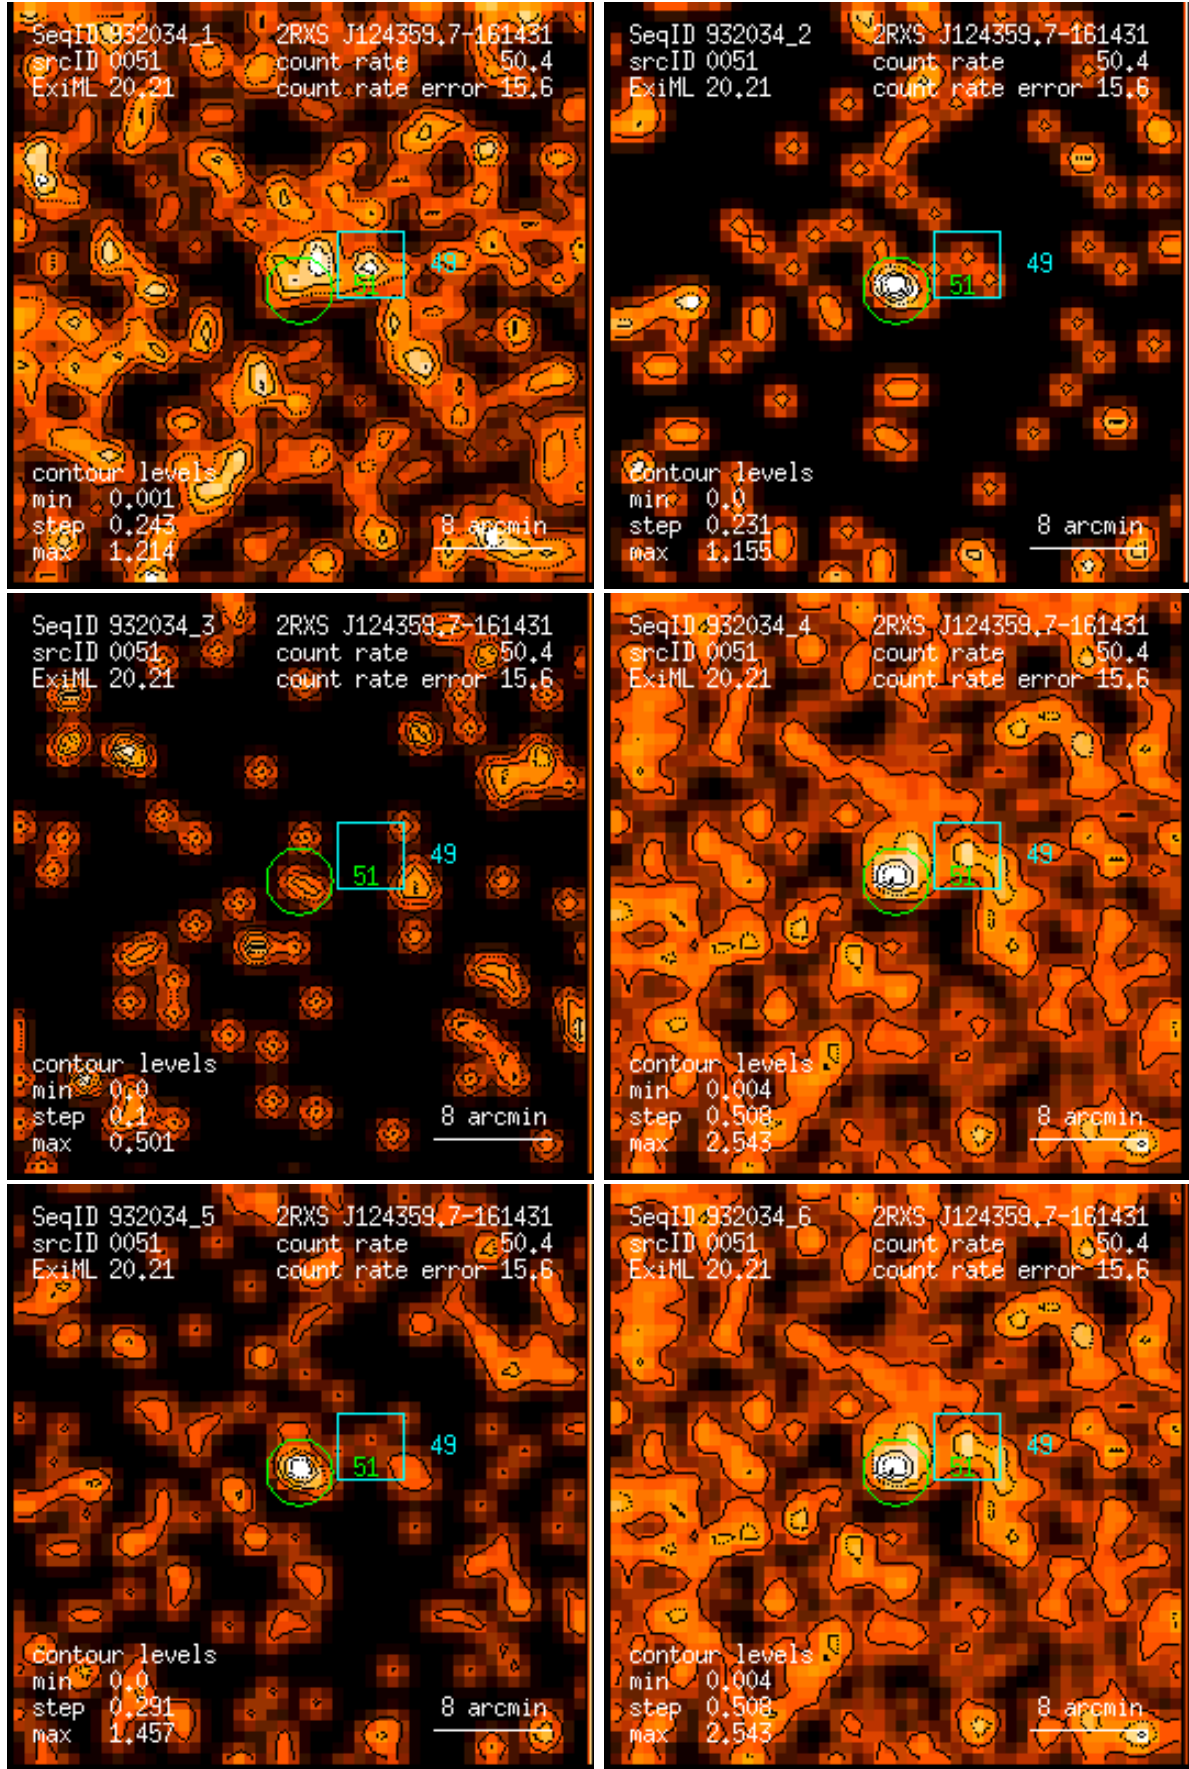 SeqID 932034_1 2RXS J124359.7-161431
srcID 0051 count rate 50.4
ExiML 20.21 count rate error 15.6
49
51
contour levels
min 0.001
step 0.243
max 1.214
8 arcmin
SeqID 932034_2 2RXS J124359.7-161431
srcID 0051 count rate 50.4
ExiML 20.21 count rate error 15.6
49
51
contour levels
min 0.0
step 0.231
max 1.155
8 arcmin
SeqID 932034_3 2RXS J124359.7-161431
srcID 0051 count rate 50.4
ExiML 20.21 count rate error 15.6
49
51
contour levels
min 0.0
step 0.1
max 0.501
8 arcmin
SeqID 932034_4 2RXS J124359.7-161431
srcID 0051 count rate 50.4
ExiML 20.21 count rate error 15.6
49
51
contour levels
min 0.004
step 0.508
max 2.543
8 arcmin
SeqID 932034_5 2RXS J124359.7-161431
srcID 0051 count rate 50.4
ExiML 20.21 count rate error 15.6
49
51
contour levels
min 0.0
step 0.291
max 1.457
8 arcmin
SeqID 932034_6 2RXS J124359.7-161431
srcID 0051 count rate 50.4
ExiML 20.21 count rate error 15.6
49
51
contour levels
min 0.004
step 0.508
max 2.543
8 arcmin